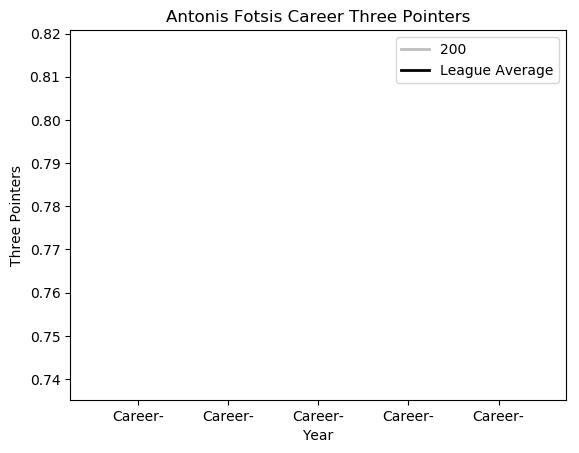 Antonis Fotsis Career Three Pointers
200
League Average
0.82
0.81
0.80
0.79
0.78
0.77
0.76
0.75
0.74
Three Pointers
Career- Career- Career- Career- Career-
Year